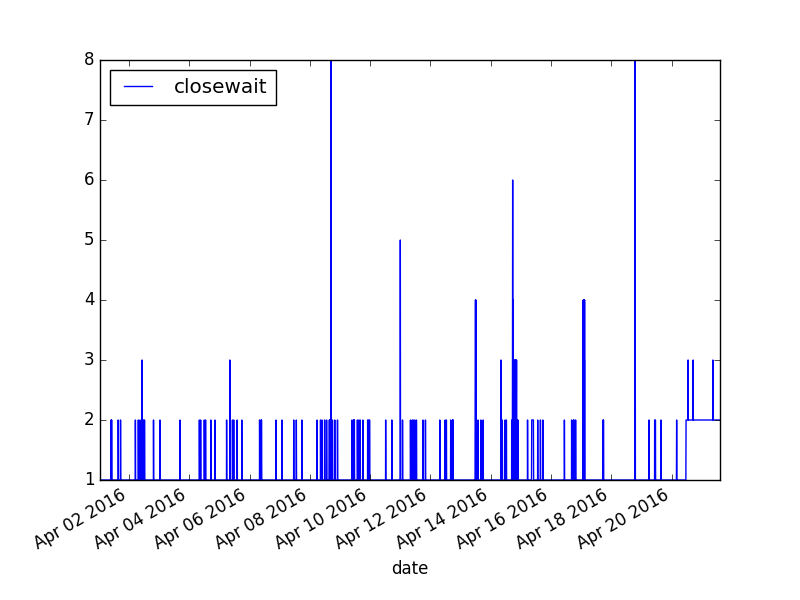 closewait
8
7
6
5
4
3
2
1
Apr 02 2016
Apr 04 2016
Apr 06 2016
Apr 08 2016
Apr 10 2016
Apr 12 2016
Apr 14 2016
Apr 16 2016
Apr 18 2016
Apr 20 2016
date